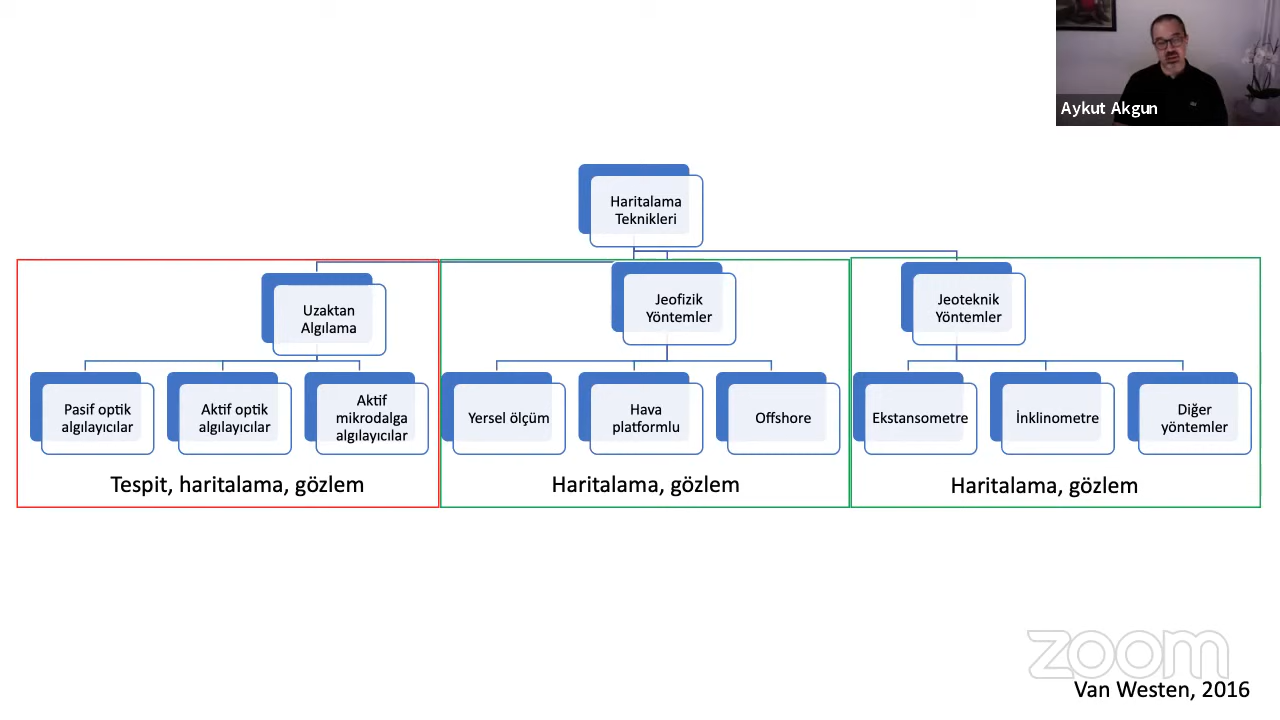 Aykut Akgun
Haritalama
Teknikleri
Uzaktan
Algılama
Jeofizik
Yöntemler
Jeoteknik
Yöntemler
Pasif optik
algılayıcılar
Aktif optik
algılayıcılar
Aktif
mikrodalga
algılayıcılar
Yersel ölçüm
Hava
platformlu
Offshore
Ekstansometre
İnklinometre
Diğer
yöntemler
Tespit, haritalama, gözlem
Haritalama, gözlem
Haritalama, gözlem
zoom
Van Westen, 2016